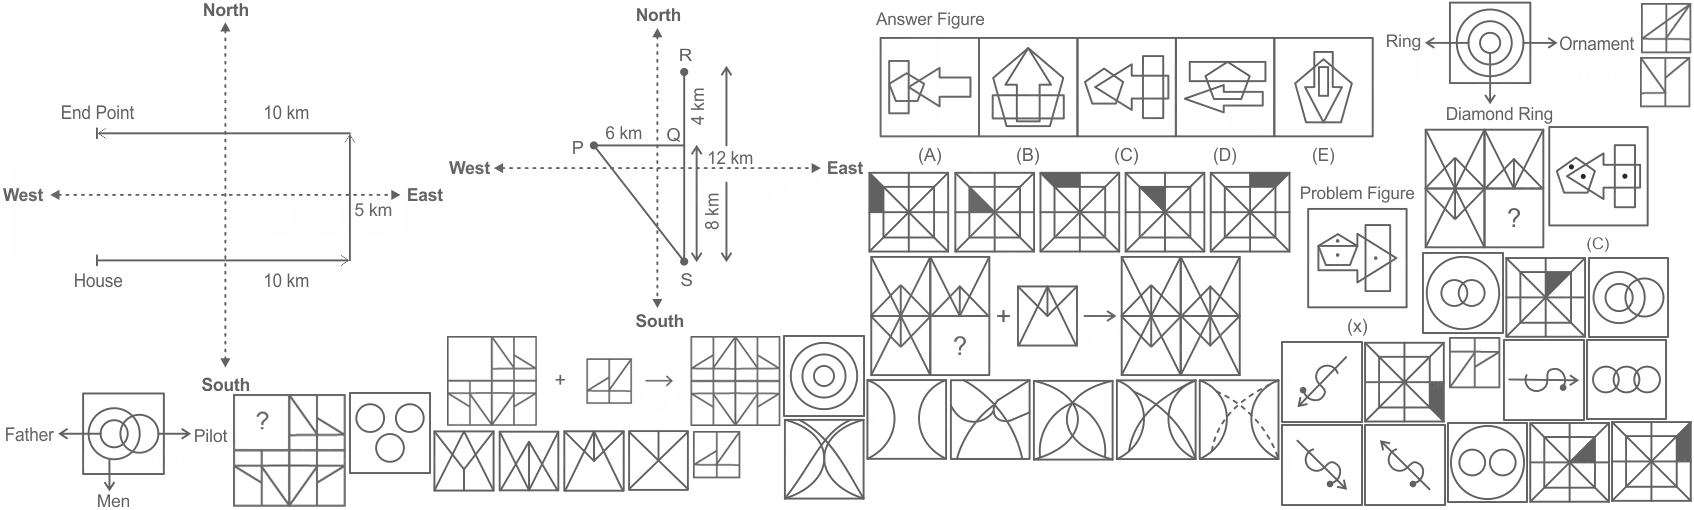 North
End Point
10 km
West
East
5 km
House
10 km
South
North
R
4 km
6 km
Q
P
12 km
West
East
8 km
S
South
Father
Pilot
Men
?
+
Answer Figure
(A)
(B)
(C)
(D)
(E)
?
+
Problem Figure
(x)
Ring
Ornament
Diamond Ring
?
(C)